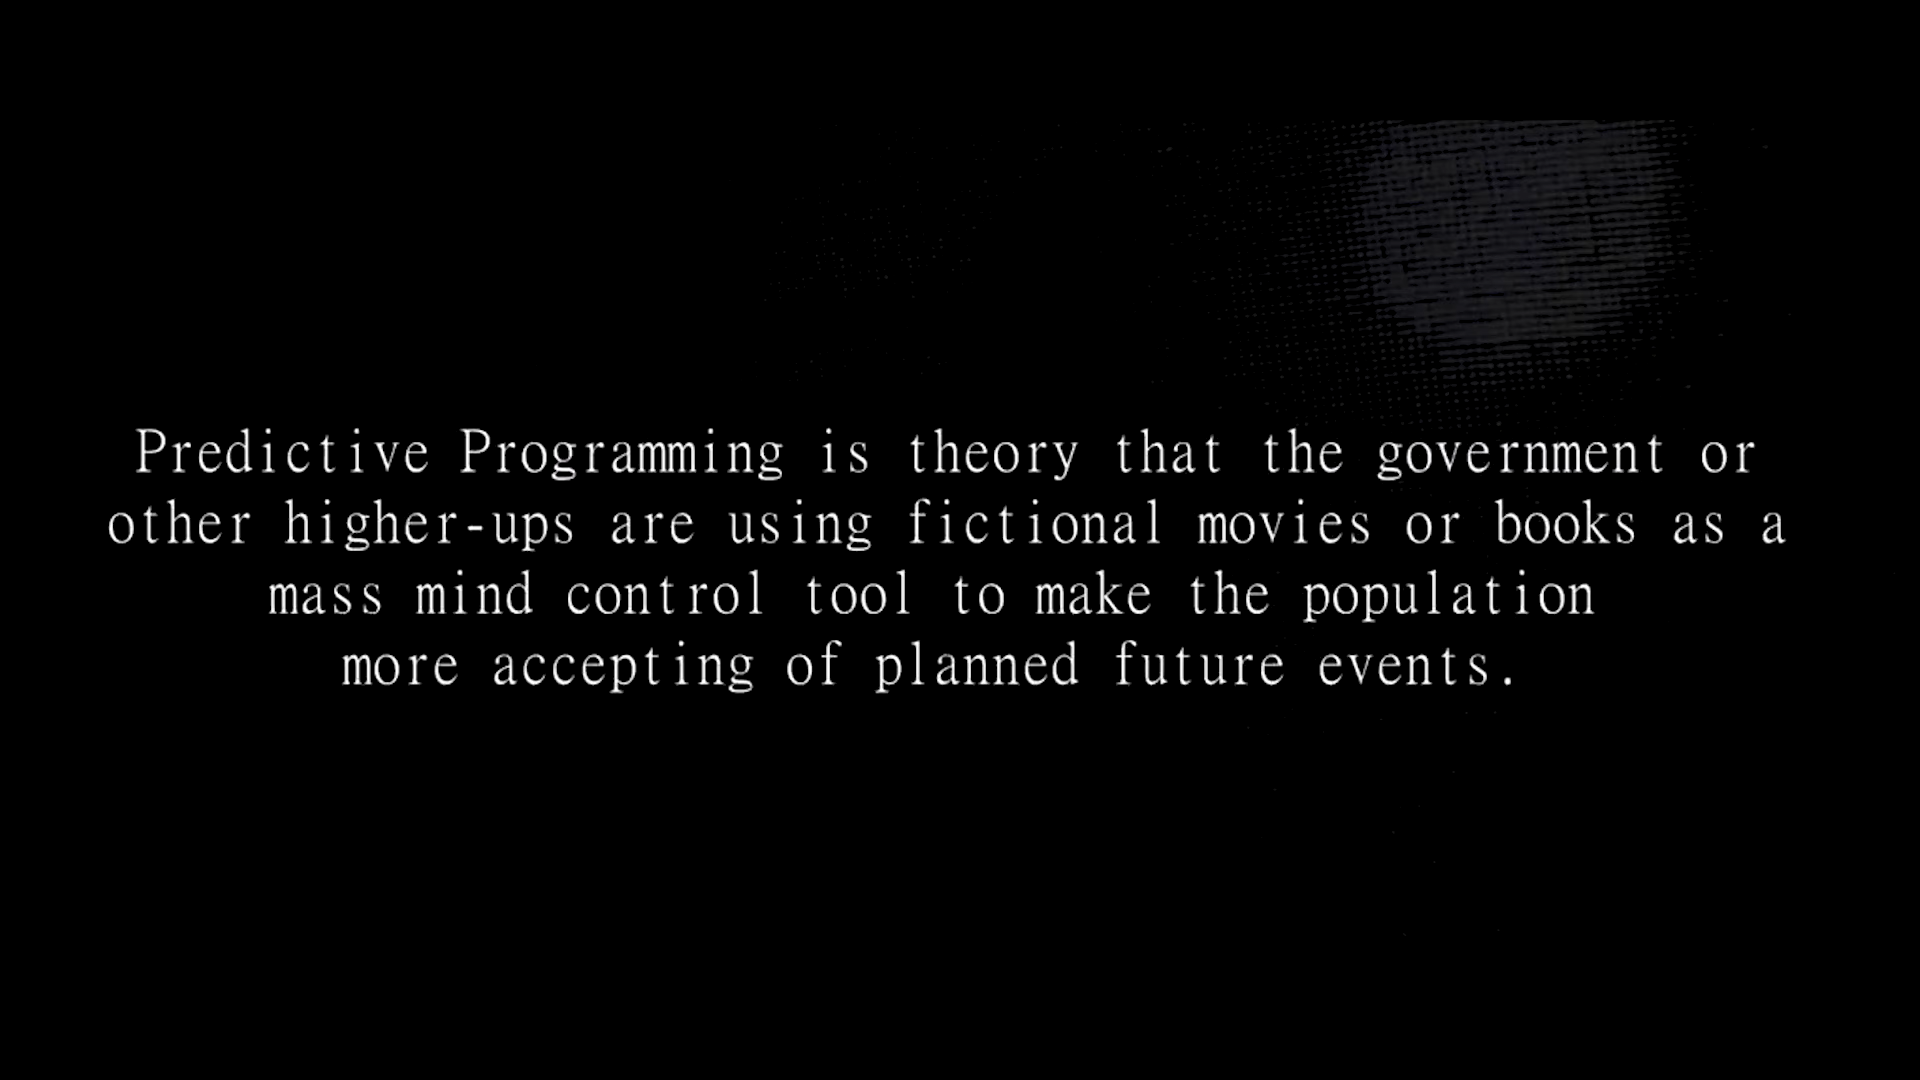 Predictive Programming is theory that the government or
other higher-ups are using fictional movies or books as a
mass mind control tool to make the population
more accepting of planned future events.